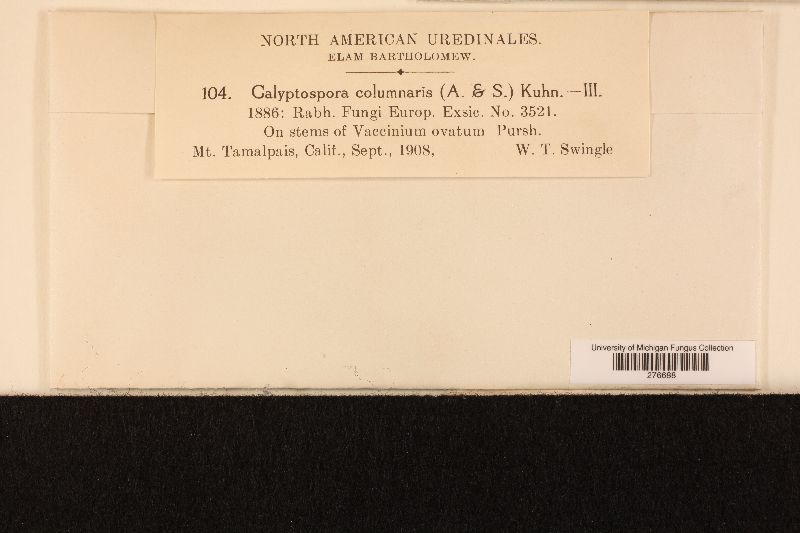 NORTH AMERICAN UREDINALES.
ELAM BARTHOLOMEW.
104. Calyptospora columnaris (A. & S.) Kuhn.—III.
1886: Rabh. Fungi Europ. Exsic. No. 3521.
On stems of Vaccinium ovatum Pursh.
Mt. Tamalpais, Calif., Sept., 1908, W. T. Swingle
University of Michigan Fungus Collection
276688